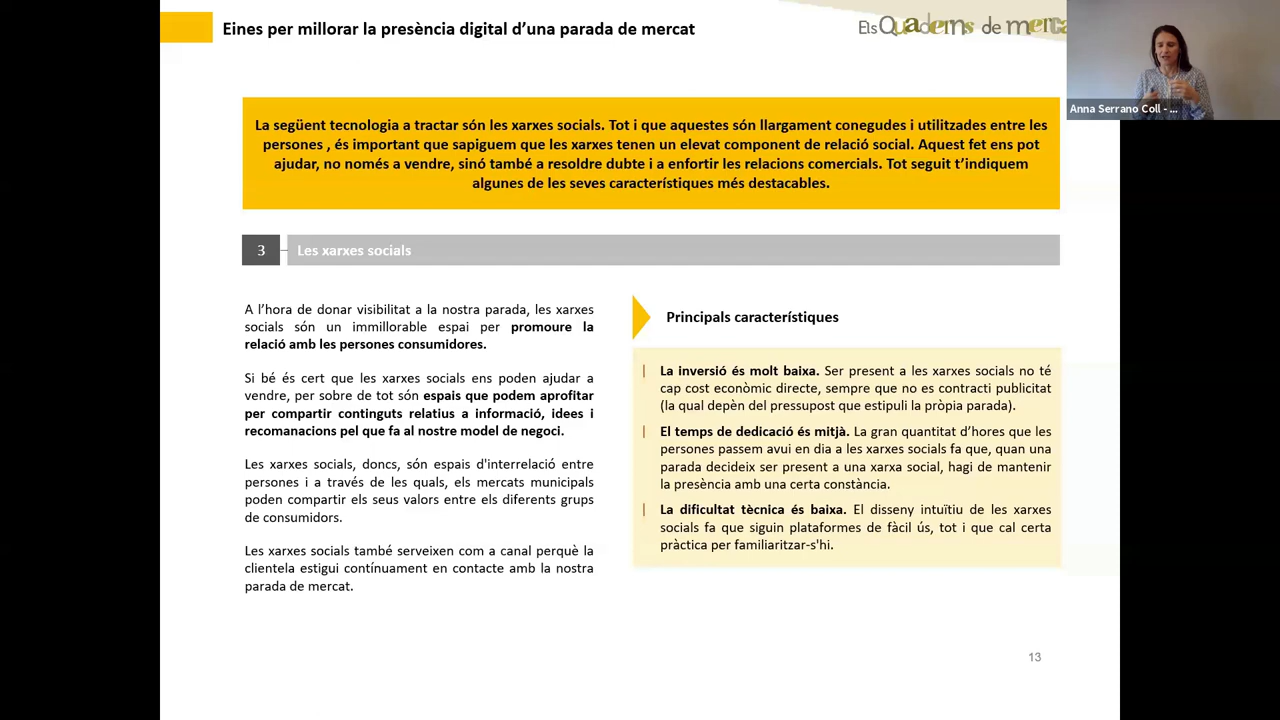 Eines per millorar la presència digital d’una parada de mercat
Els Quaderns de merca
Anna Serrano Coll - ...
La següent tecnologia a tractar són les xarxes socials. Tot i que aquestes són llargament conegudes i utilitzades entre les
persones , és important que sapiguem que les xarxes tenen un elevat component de relació social. Aquest fet ens pot
ajudar, no només a vendre, sinó també a resoldre dubte i a enfortir les relacions comercials. Tot seguit t’indiquem
algunes de les seves característiques més destacables.
3
Les xarxes socials
A l’hora de donar visibilitat a la nostra parada, les xarxes
socials són un immillorable espai per promoure la
relació amb les persones consumidores.
Si bé és cert que les xarxes socials ens poden ajudar a
vendre, per sobre de tot són espais que podem aprofitar
per compartir continguts relatius a informació, idees i
recomanacions pel que fa al nostre model de negoci.
Les xarxes socials, doncs, són espais d'interrelació entre
persones i a través de les quals, els mercats municipals
poden compartir els seus valors entre els diferents grups
de consumidors.
Les xarxes socials també serveixen com a canal perquè la
clientela estigui contínuament en contacte amb la nostra
parada de mercat.
Principals característiques
La inversió és molt baixa. Ser present a les xarxes socials no té
cap cost econòmic directe, sempre que no es contracti publicitat
(la qual depèn del pressupost que estipuli la pròpia parada).
El temps de dedicació és mitjà. La gran quantitat d’hores que les
persones passem avui en dia a les xarxes socials fa que, quan una
parada decideix ser present a una xarxa social, hagi de mantenir
la presència amb una certa constància.
La dificultat tècnica és baixa. El disseny intuïtiu de les xarxes
socials fa que siguin plataformes de fàcil ús, tot i que cal certa
pràctica per familiaritzar-s'hi.
13